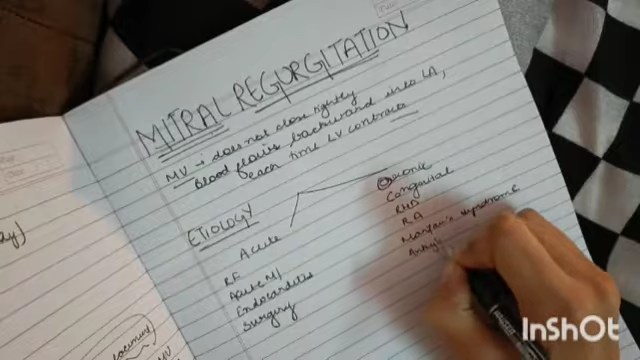 MITRAL REGURGITATION
MV → does not close tightly
Blood flows backward into LA,
each time LV contracts
ETIOLOGY
Acute
RF
Acute MI
Endocarditis
Surgery
Chronic
Congenital
RHD
RA
Marfan's syndrome
InShOt